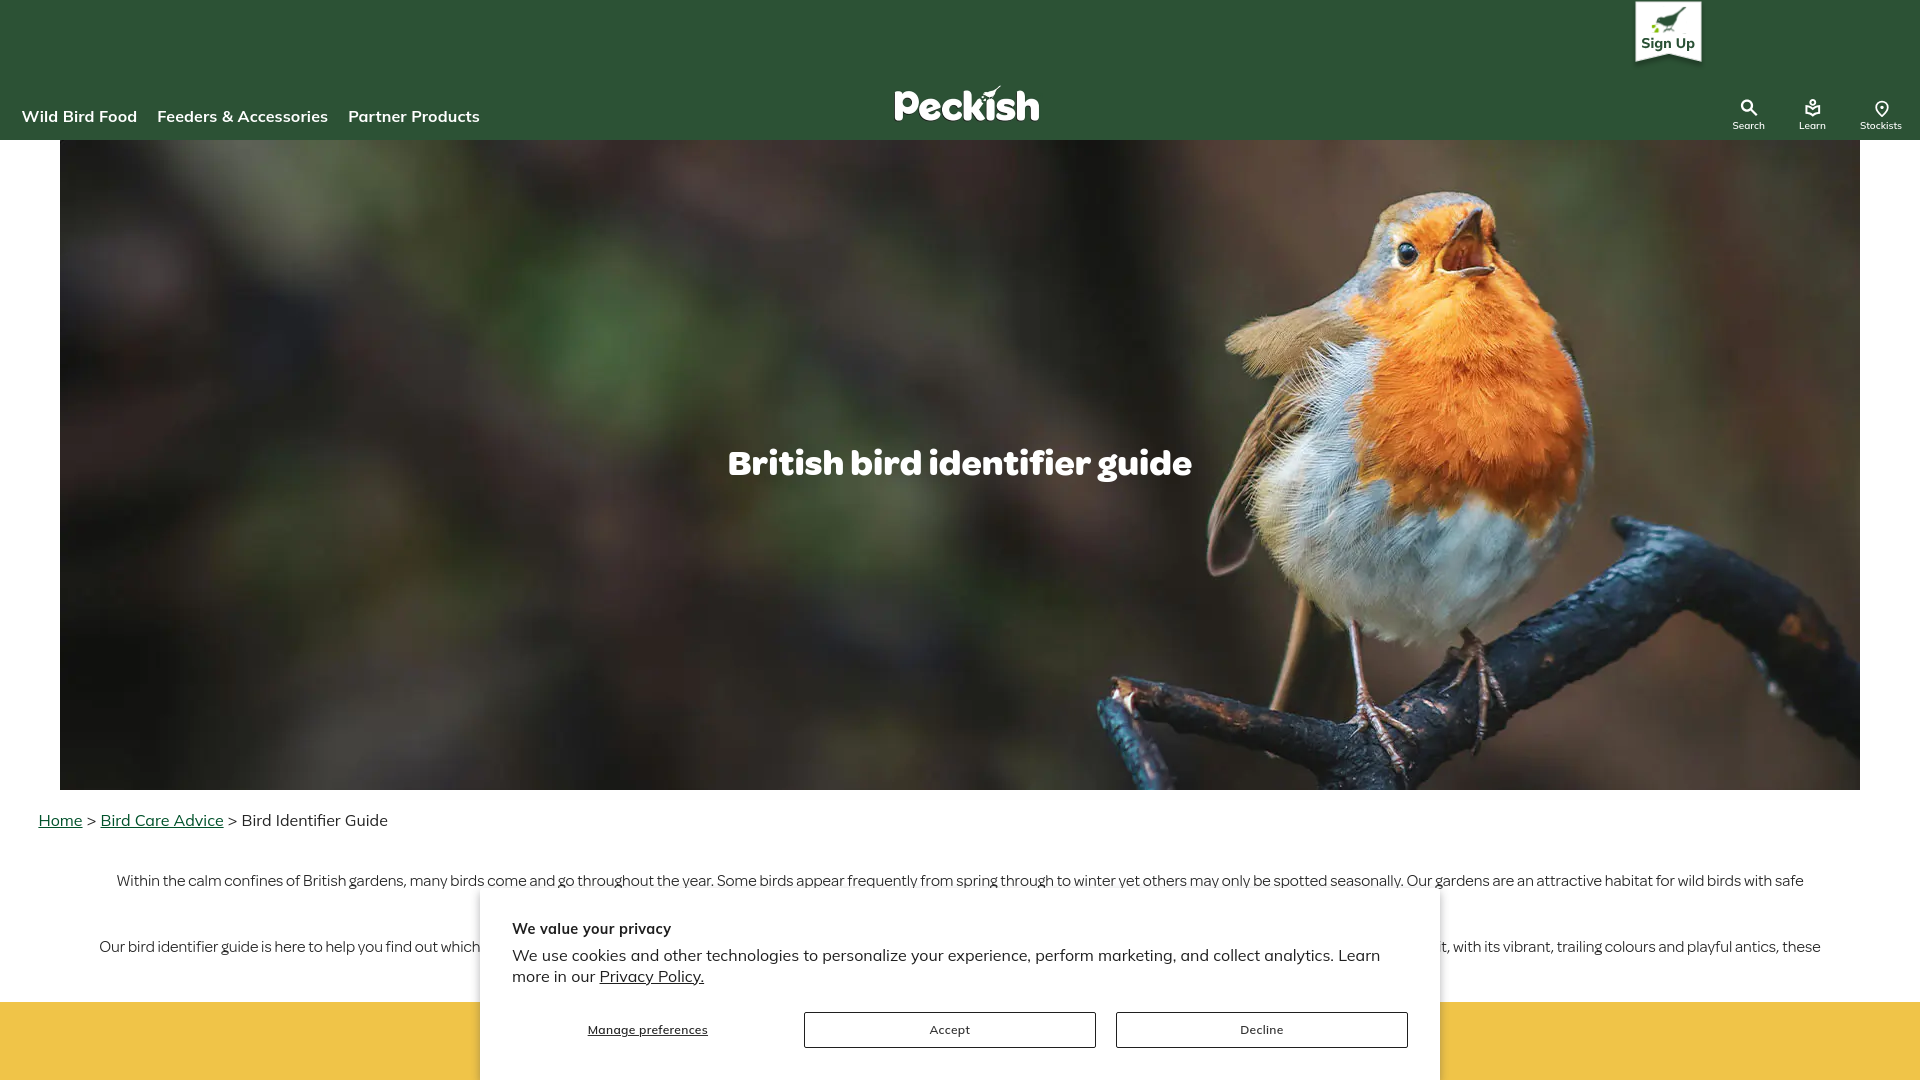 Sign Up
Wild Bird Food
Feeders & Accessories
Partner Products
Peckish
Search
Learn
Stockists
British bird identifier guide
Home > Bird Care Advice > Bird Identifier Guide
Within the calm confines of British gardens, many birds come and go throughout the year. Some birds appear frequently from spring through to winter yet others may only be spotted seasonally. Our gardens are an attractive habitat for wild birds with safe
Our bird identifier guide is here to help you find out which
, with its vibrant, trailing colours and playful antics, these
We value your privacy
We use cookies and other technologies to personalize your experience, perform marketing, and collect analytics. Learn
more in our Privacy Policy.
Manage preferences
Accept
Decline